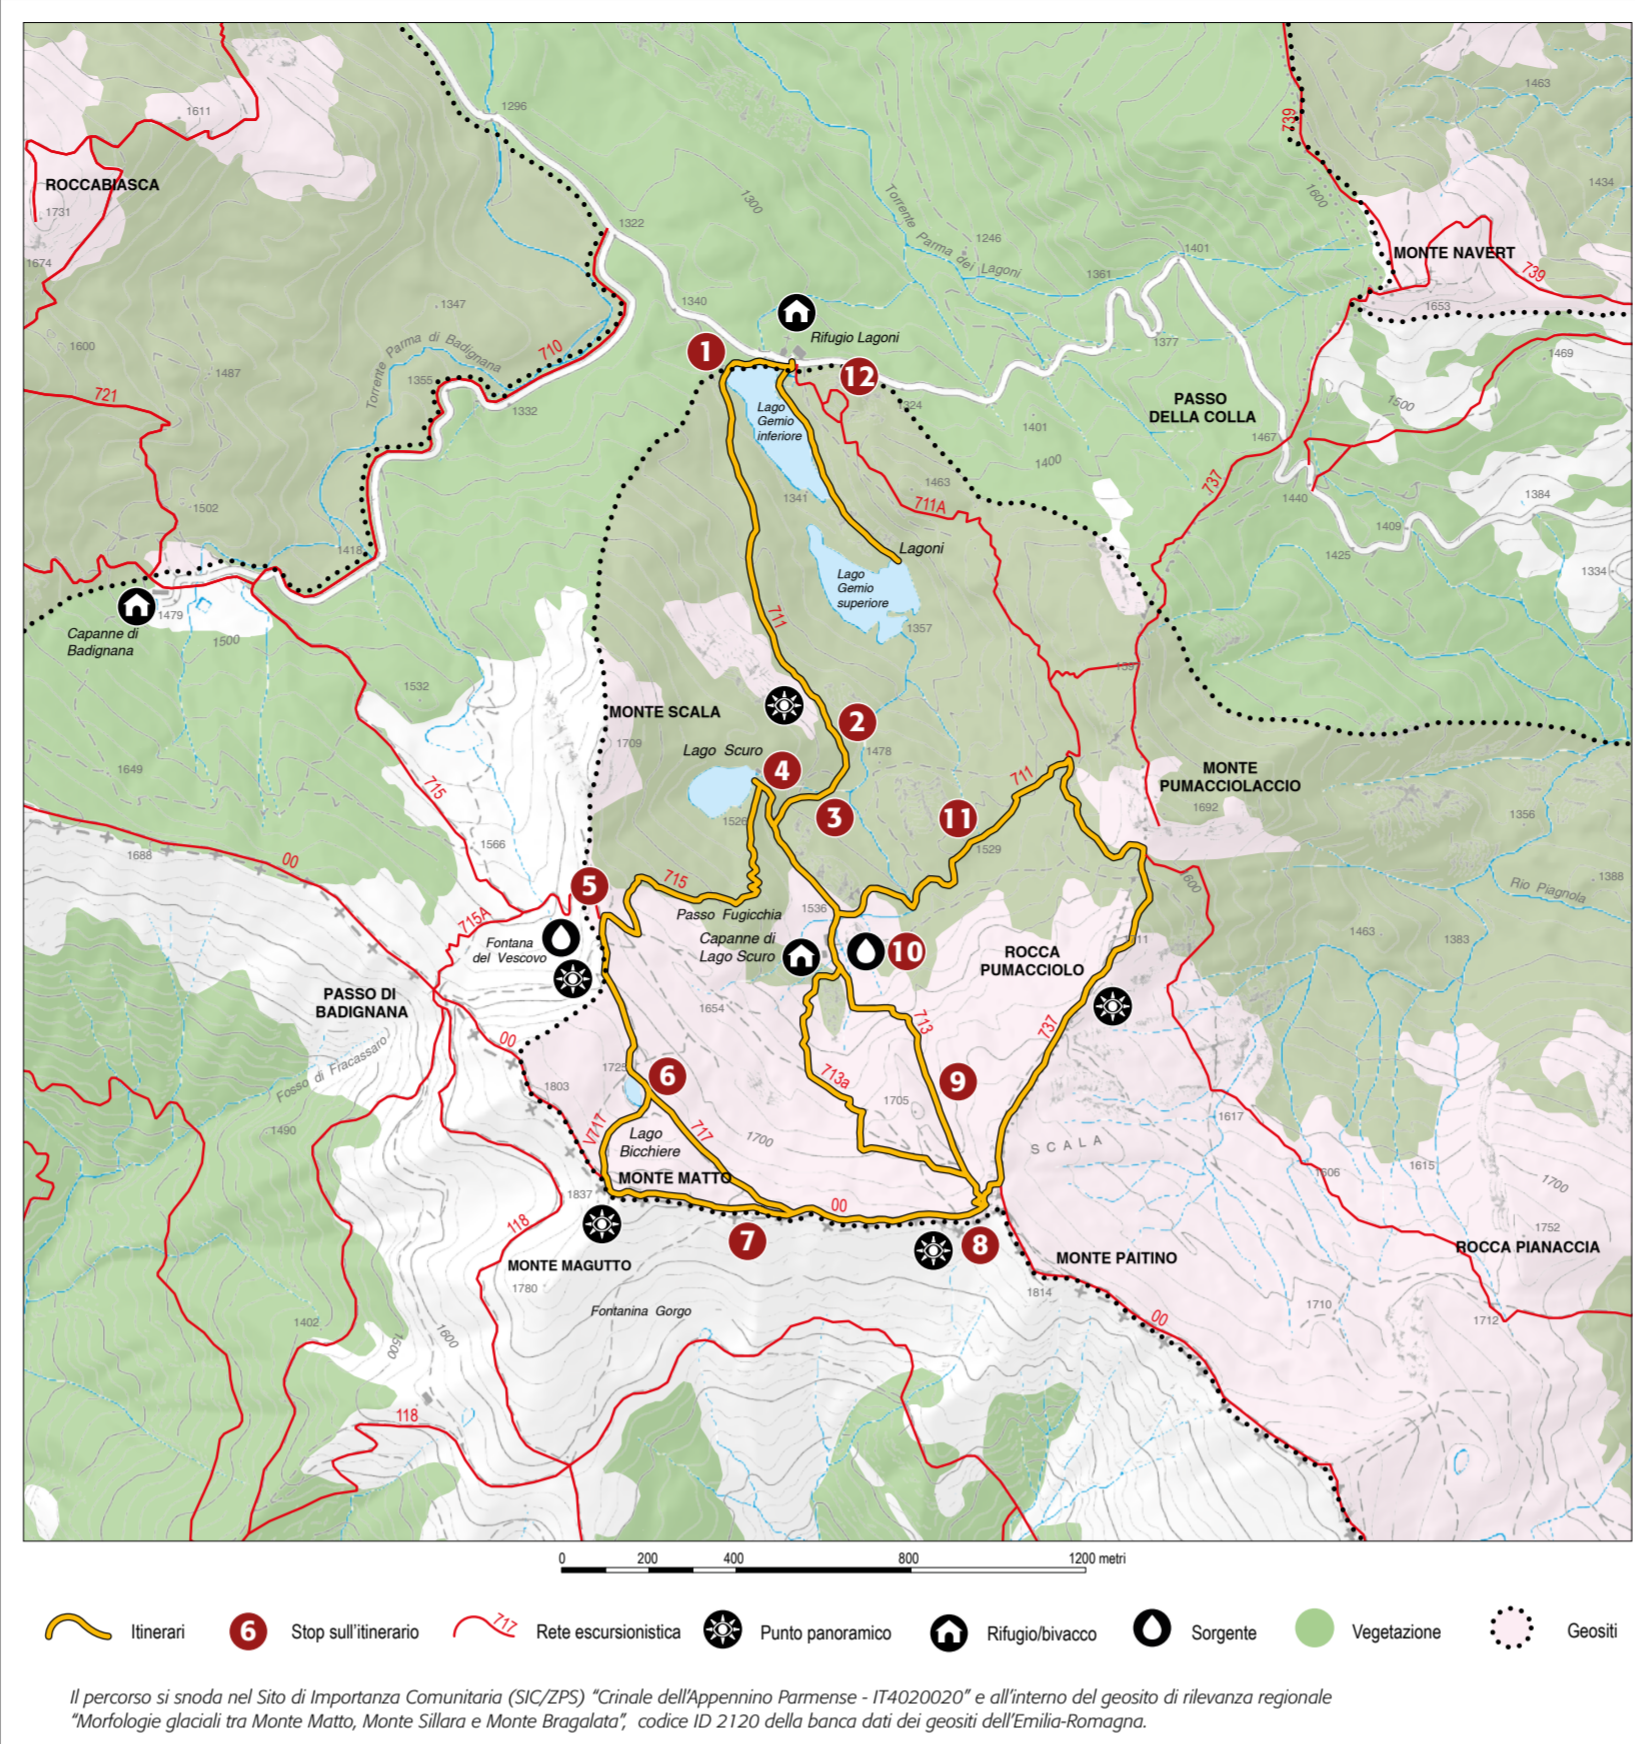 1296
1463
739
1611
ROCCABIASCA
1731
1434
1300
1600
1322
Torrente Parma dei Lagoni
1246
1401
MONTE NAVERT
1674
1361
739
1347
1340
1653
Rifugio Lagoni
1
1600
Torrente Parma di Badignana
710
1377
1469
1487
1355
12
721
1332
Lago
Gemio
inferiore
1324
PASSO
DELLA COLLA
1500
1401
1467
1400
1463
737
1341
1440
1384
1502
711A
1409
1418
Lagoni
1425
Lago
Gemio
superiore
1334
1479
711
1357
Capanne di
Badignana
1500
1597
1532
MONTE SCALA
2
1709
Lago Scuro
1478
1649
4
711
MONTE
PUMACCIOLACCIO
715
1692
1526
3
11
1356
1566
1529
1688
00
5
715
1600
1388
Rio Piagnola
715A
Passo Fugicchia
1536
Fontana
del Vescovo
Capanne di
Lago Scuro
10
1611
1463
1383
ROCCA
PUMACCIOLO
PASSO DI
BADIGNANA
1654
713
737
00
Fosso di Fracassaro
1725
6
713a
9
1803
1705
1617
1490
V717
Lago
Bicchiere
717
1700
SCALA
1615
1606
1700
MONTE MATTO
1837
00
118
7
8
1752
ROCCA PIANACCIA
MONTE MAGUTTO
MONTE PAITINO
1780
1814
Fontanina Gorgo
1710
1402
1500
1600
00
1712
118
0
200
400
800
1200 metri
Itinerari
6
Stop sull'itinerario
717
Rete escursionistica
Punto panoramico
Rifugio/bivacco
Sorgente
Vegetazione
Geositi
Il percorso si snoda nel Sito di Importanza Comunitaria (SIC/ZPS) “Crinale dell'Appennino Parmense - IT4020020” e all'interno del geosito di rilevanza regionale
“Morfologie glaciali tra Monte Matto, Monte Sillara e Monte Bragalata”, codice ID 2120 della banca dati dei geositi dell'Emilia-Romagna.